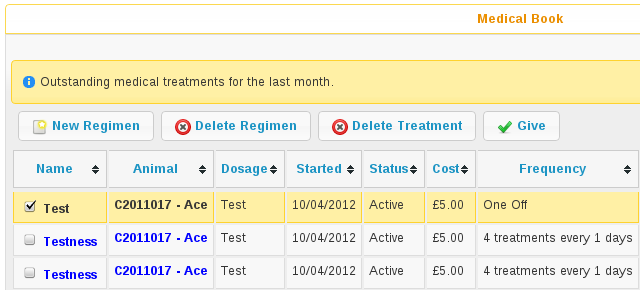 Medical Book
Outstanding medical treatments for the last month.
New Regimen Delete Regimen Delete Treatment Give
Name Animal Dosage Started Status Cost Frequency
Test C2011017 - Ace Test 10/04/2012 Active £5.00 One Off
Testness C2011017 - Ace Test 10/04/2012 Active £5.00 4 treatments every 1 days
Testness C2011017 - Ace Test 10/04/2012 Active £5.00 4 treatments every 1 days